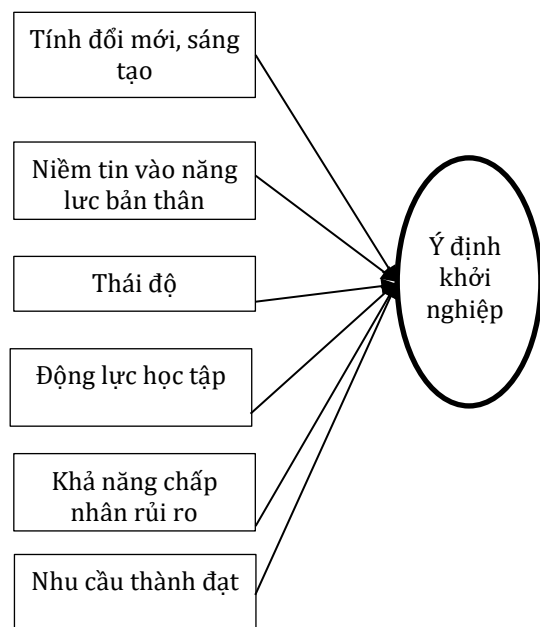 Tính đổi mới, sáng
tạo
Niềm tin vào năng
lưc bản thân
Thái độ
Động lực học tập
Khả năng chấp
nhân rủi ro
Nhu cầu thành đạt
Ý định
khởi
nghiệp